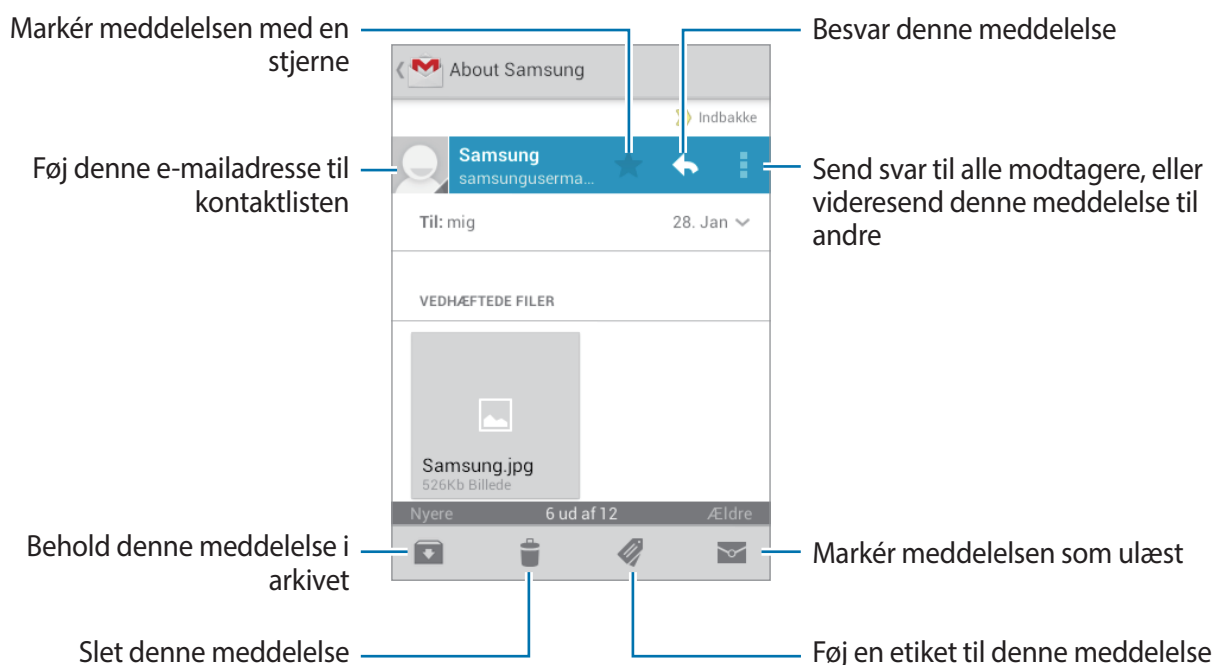 Markér meddelelsen med en
stjerne
Besvar denne meddelelse
About Samsung
Indbakke
Føj denne e-mailadresse til
kontaktlisten
Samsung
samsunguserma...
Send svar til alle modtagere, eller
videresend denne meddelelse til
andre
Til: mig 28. Jan
VEDHÆFTEDE FILER
Samsung.jpg
526Kb Billede
Nyere 6 ud af 12 Ældre
Behold denne meddelelse i
arkivet
Markér meddelelsen som ulæst
Slet denne meddelelse
Føj en etiket til denne meddelelse